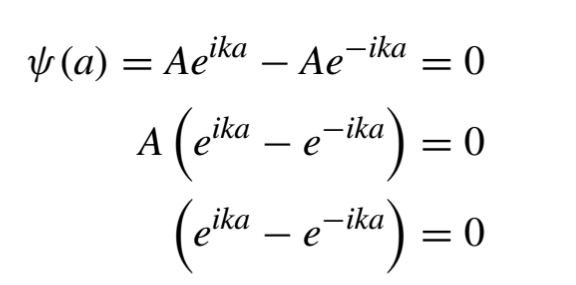 ψ(a) = Ae^{ika} − Ae^{−ika} = 0
A(e^{ika} − e^{−ika}) = 0
(e^{ika} − e^{−ika}) = 0